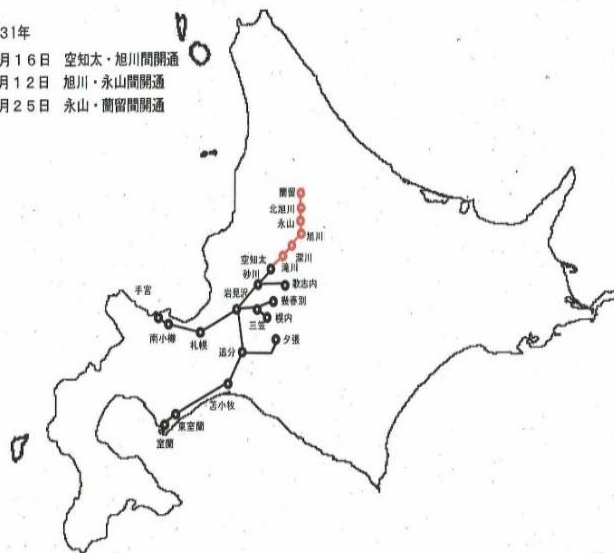 31年
月16日 空知太・旭川間開通
月12日 旭川・永山間開通
月25日 永山・蘭留間開通
蘭留
北旭川
永山
旭川
深川
空知太
滝川
砂川
歌志内
手宮
岩見沢
幾春別
三笠
幌内
南小樽
札幌
追分
夕張
苫小牧
東室蘭
室蘭